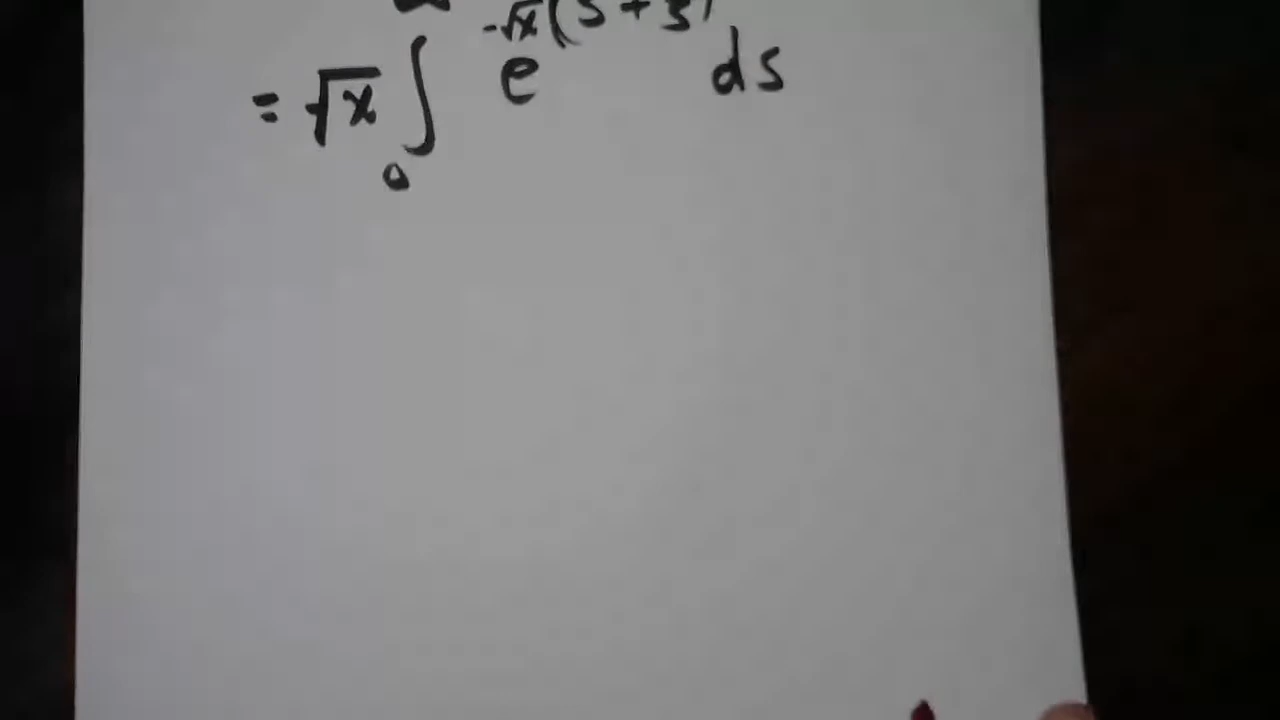 = √x ∫₀ e^{-√x(s +} ds